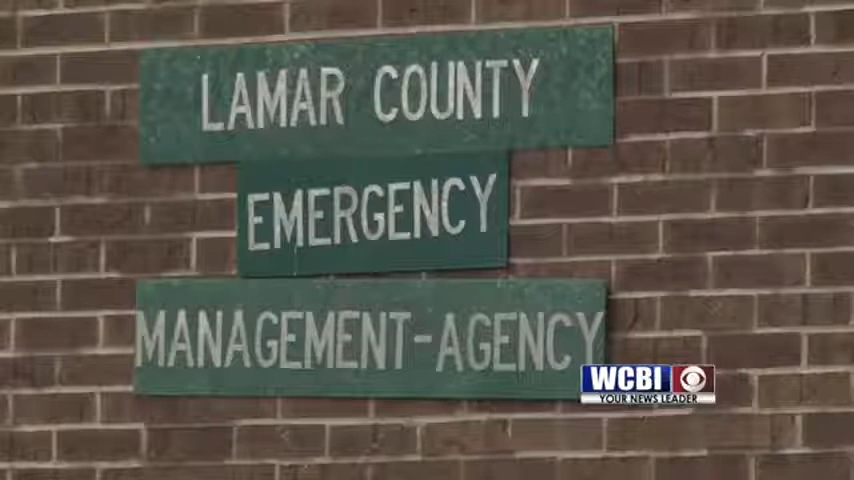 LAMAR COUNTY
EMERGENCY
MANAGEMENT-AGENCY
WCBI
YOUR NEWS LEADER